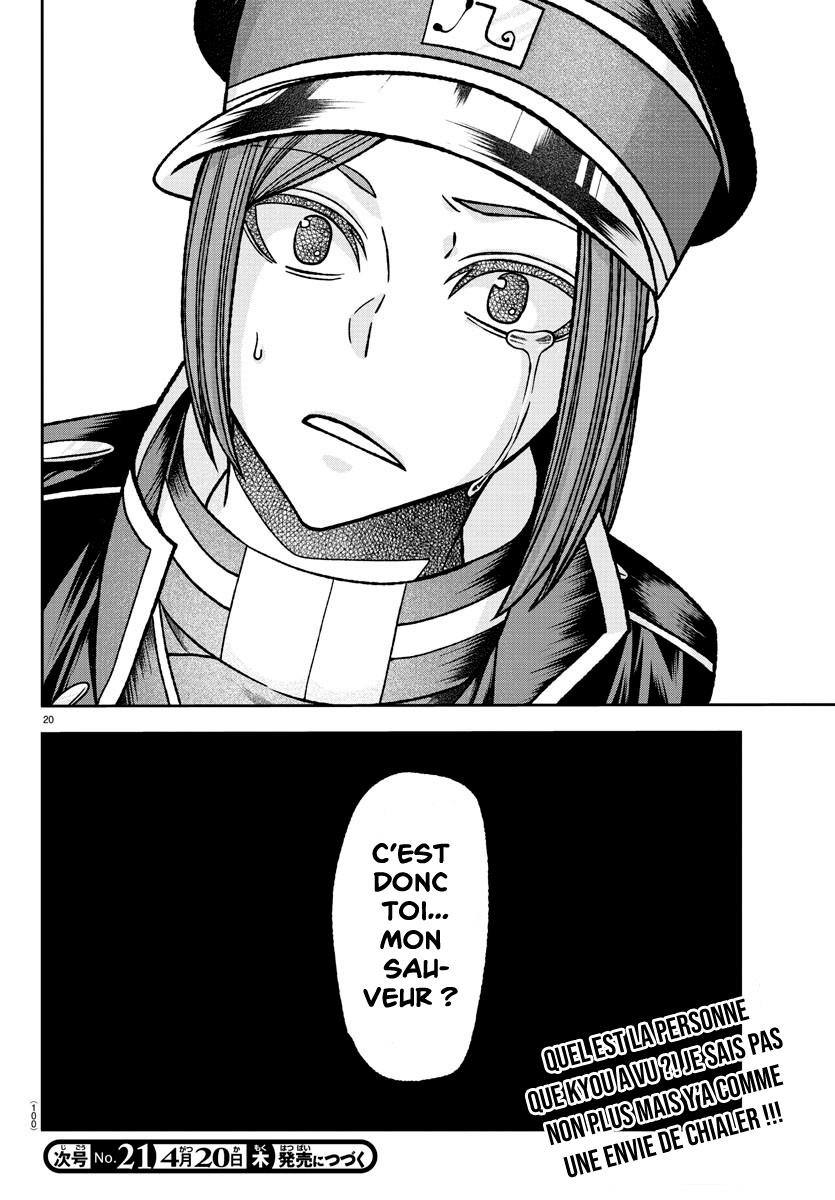 20
C'EST
DONC
TOI...
MON
SAU-
VEUR ?
QUEL EST LA PERSONNE
QUE KYOU A VU ?! JE SAIS PAS
NON PLUS MAIS Y'A COMME
UNE ENVIE DE CHIALER !!!
(100)
次号 No.21 4月20日 木 発売につづく